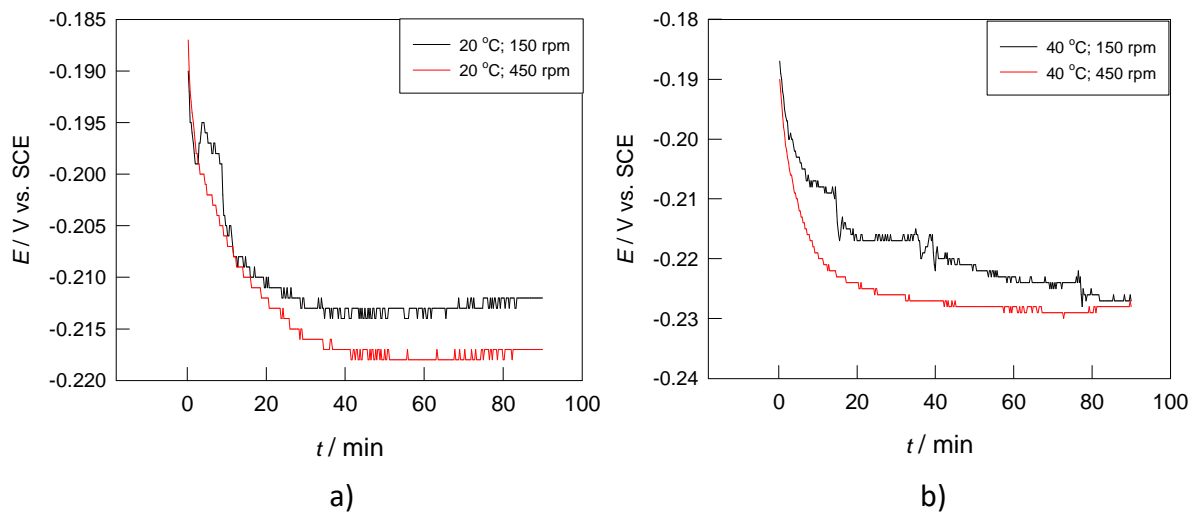 -0.185
-0.190
-0.195
-0.200
-0.205
-0.210
-0.215
-0.220
E / V vs. SCE
0 20 40 60 80 100
t / min
20 °C; 150 rpm
20 °C; 450 rpm
a)
-0.18
-0.19
-0.20
-0.21
-0.22
-0.23
-0.24
E / V vs. SCE
0 20 40 60 80 100
t / min
40 °C; 150 rpm
40 °C; 450 rpm
b)